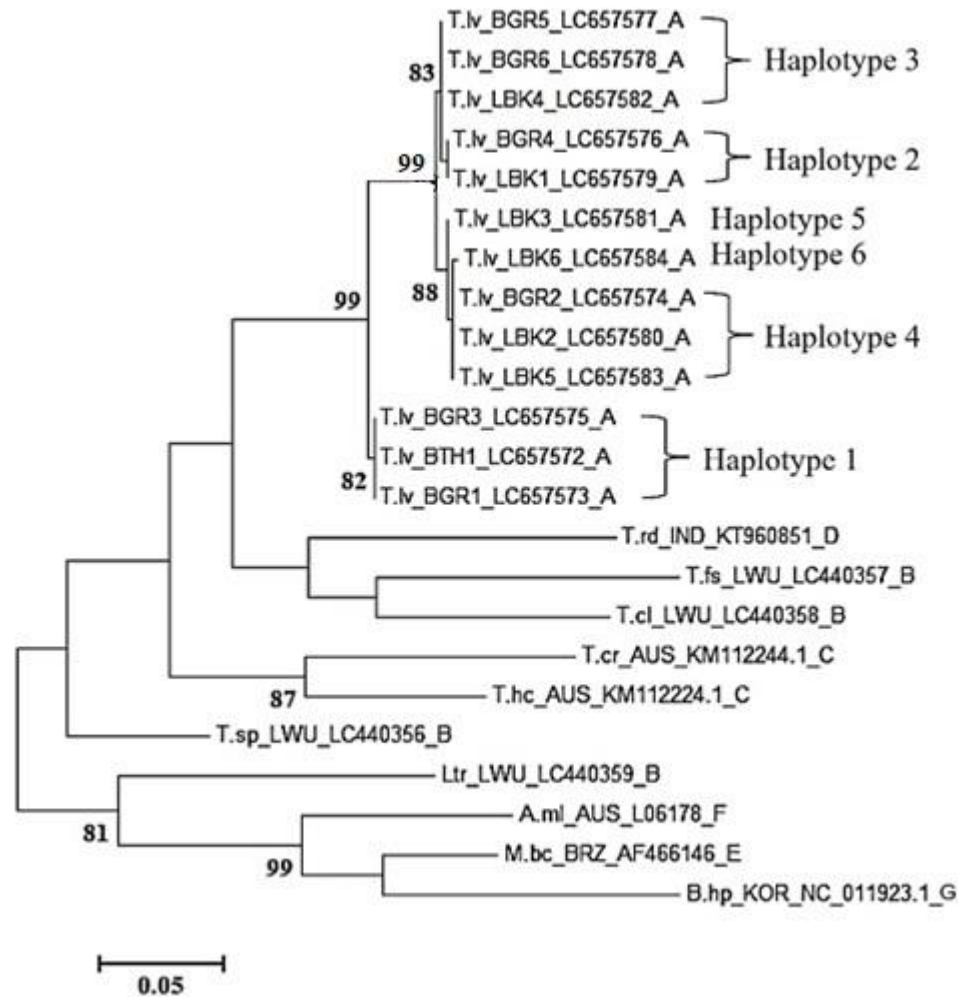 T.lv_BGR5_LC657577_A
83
T.lv_BGR6_LC657578_A
Haplotype 3
T.lv_LBK4_LC657582_A
T.lv_BGR4_LC657576_A
Haplotype 2
99
T.lv_LBK1_LC657579_A
T.lv_LBK3_LC657581_A
Haplotype 5
T.lv_LBK6_LC657584_A
Haplotype 6
88
T.lv_BGR2_LC657574_A
99
T.lv_LBK2_LC657580_A
Haplotype 4
T.lv_LBK5_LC657583_A
T.lv_BGR3_LC657575_A
T.lv_BTH1_LC657572_A
Haplotype 1
82
T.lv_BGR1_LC657573_A
T.rd_IND_KT960851_D
T.fs_LWU_LC440357_B
T.cl_LWU_LC440358_B
T.cr_AUS_KM112244.1_C
87
T.hc_AUS_KM112224.1_C
T.sp_LWU_LC440356_B
Ltr_LWU_LC440359_B
81
A.ml_AUS_L06178_F
M.bc_BRZ_AF466146_E
99
B.hp_KOR_NC_011923.1_G
0.05